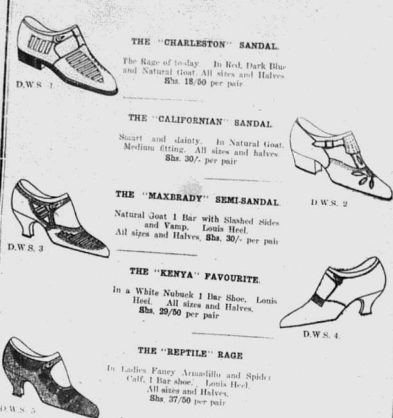 THE "CHARLESTON" SANDAL.
The Rage of to-day. In Red, Dark Blue
and Natural Goat. All sizes and Halves
Shs. 18/50 per pair
D.W.S. 1.
THE "CALIFORNIAN" SANDAL
Smart and dainty. In Natural Goat.
Medium fitting. All sizes and halves
Shs. 30/- per pair
D.W.S. 2
THE "MAXBRADY" SEMI-SANDAL
Natural Goat 1 Bar with Slashed Sides
and Vamp. Louis Heel.
All sizes and Halves, Shs. 30/- per pair
D.W.S. 3
THE "KENYA" FAVOURITE.
In a White Nubuck 1 Bar Shoe, Louis
Heel. All sizes and Halves.
Shs. 29/50 per pair
D.W.S. 4.
THE "REPTILE" RAGE
In Ladies Fancy Armadillo and Spider
Calf, 1 Bar shoe. Louis Heel.
All sizes and Halves,
Shs. 37/50 per pair
D.W.S. 5